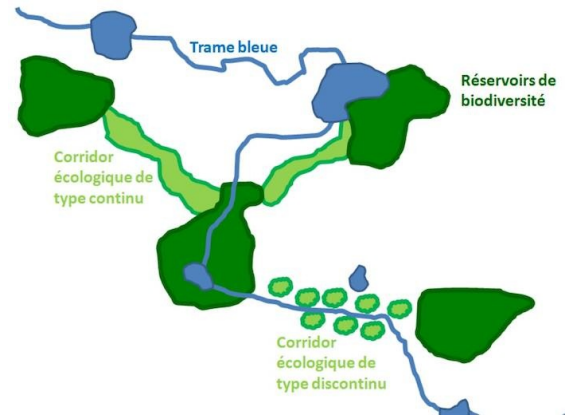 Trame bleue
Réservoirs de
biodiversité
Corridor
écologique de
type continu
Corridor
écologique de
type discontinu